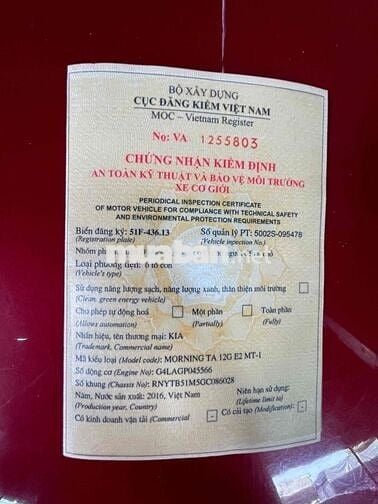 BỘ XÂY DỰNG
CỤC ĐĂNG KIỂM VIỆT NAM
MOC – Vietnam Register
No: VA 1255803
CHỨNG NHẬN KIỂM ĐỊNH
AN TOÀN KỸ THUẬT VÀ BẢO VỆ MÔI TRƯỜNG
XE CƠ GIỚI
PERIODICAL INSPECTION CERTIFICATE
OF MOTOR VEHICLE FOR COMPLIANCE WITH TECHNICAL SAFETY
AND ENVIRONMENTAL PROTECTION REQUIREMENTS
Biển đăng ký: 51F-436.13 Số quản lý PT: 5002S-095478
(Registration plate) (Vehicle inspection No.)
Nhóm
Loại phương tiện: ô tô con
(Vehicle's type)
Sử dụng năng lượng sạch, năng lượng xanh, thân thiện môi trường
(Clean, green energy vehicle)
Cho phép tự động hoá Một phần Toàn phần
(Allows automation) (Partially) (Fully)
Nhãn hiệu, tên thương mại: KIA
(Trademark, Commercial name)
Mã kiểu loại (Model code): MORNING TA 12G E2 MT-1
Số động cơ (Engine No): G4LAGP045566
Số khung (Chassis No): RNYTB51M5GC086028
Năm, Nước sản xuất: 2016, Việt Nam Niên hạn sử dụng:
(Production year, Country) (Lifetime limit to)
Có kinh doanh vận tải (Commercial - Có cải tạo (Modification): -